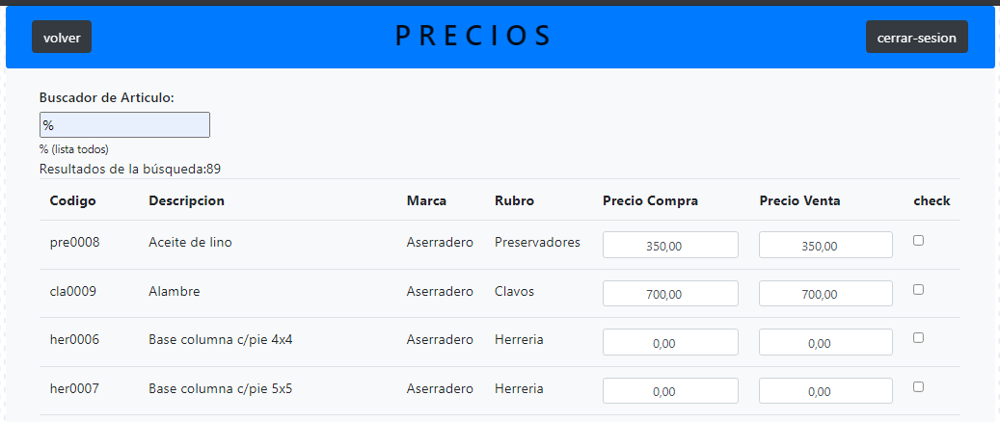 volver PRECIOS cerrar-sesion
Buscador de Articulo:
%
% (lista todos)
Resultados de la búsqueda:89
Codigo Descripcion Marca Rubro Precio Compra Precio Venta check
pre0008 Aceite de lino Aserradero Preservadores 350,00 350,00
cla0009 Alambre Aserradero Clavos 700,00 700,00
her0006 Base columna c/pie 4x4 Aserradero Herreria 0,00 0,00
her0007 Base columna c/pie 5x5 Aserradero Herreria 0,00 0,00